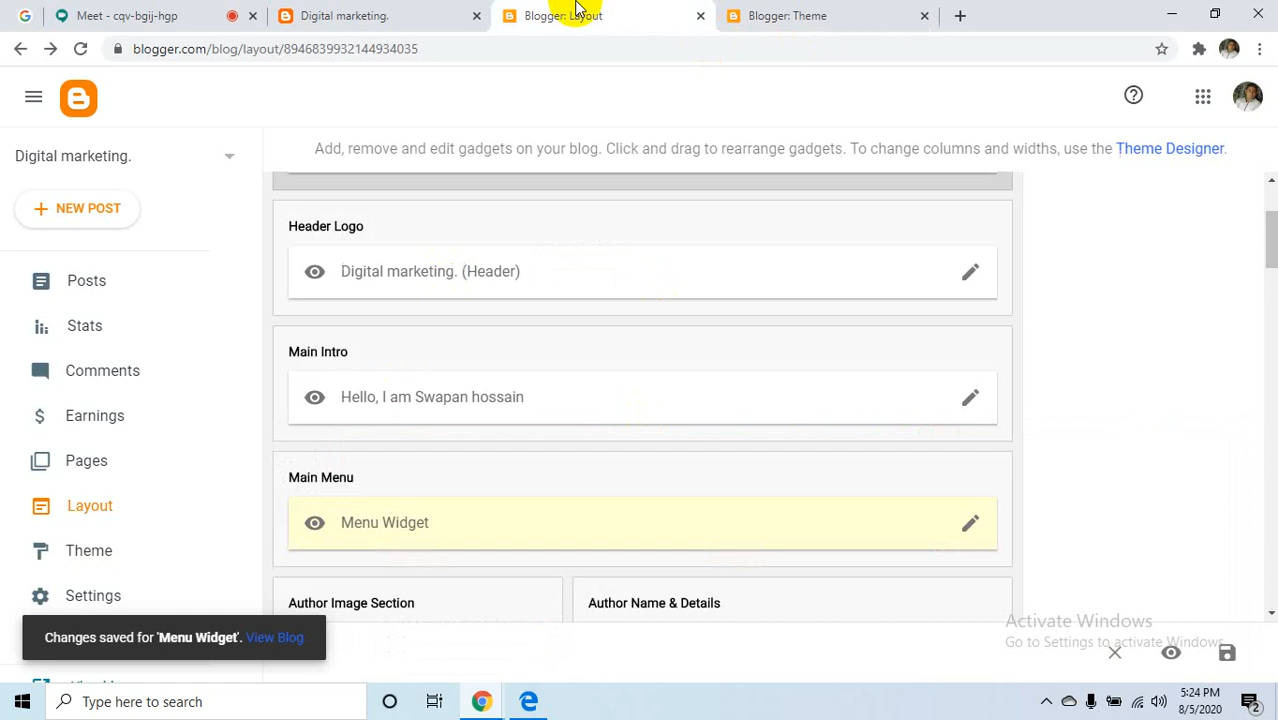 Meet - cqv-bgij-hgp
Digital marketing.
Blogger: Layout
Blogger: Theme
blogger.com/blog/layout/8946839932144934035
Digital marketing.
Add, remove and edit gadgets on your blog. Click and drag to rearrange gadgets. To change columns and widths, use the Theme Designer.
NEW POST
Header Logo
Digital marketing. (Header)
Posts
Stats
Main Intro
Comments
Hello, I am Swapan hossain
Earnings
Pages
Main Menu
Layout
Menu Widget
Theme
Settings
Author Image Section
Author Name & Details
Changes saved for 'Menu Widget'. View Blog
Activate Windows
Go to Settings to activate Windows.
Type here to search
5:24 PM
8/5/2020
2